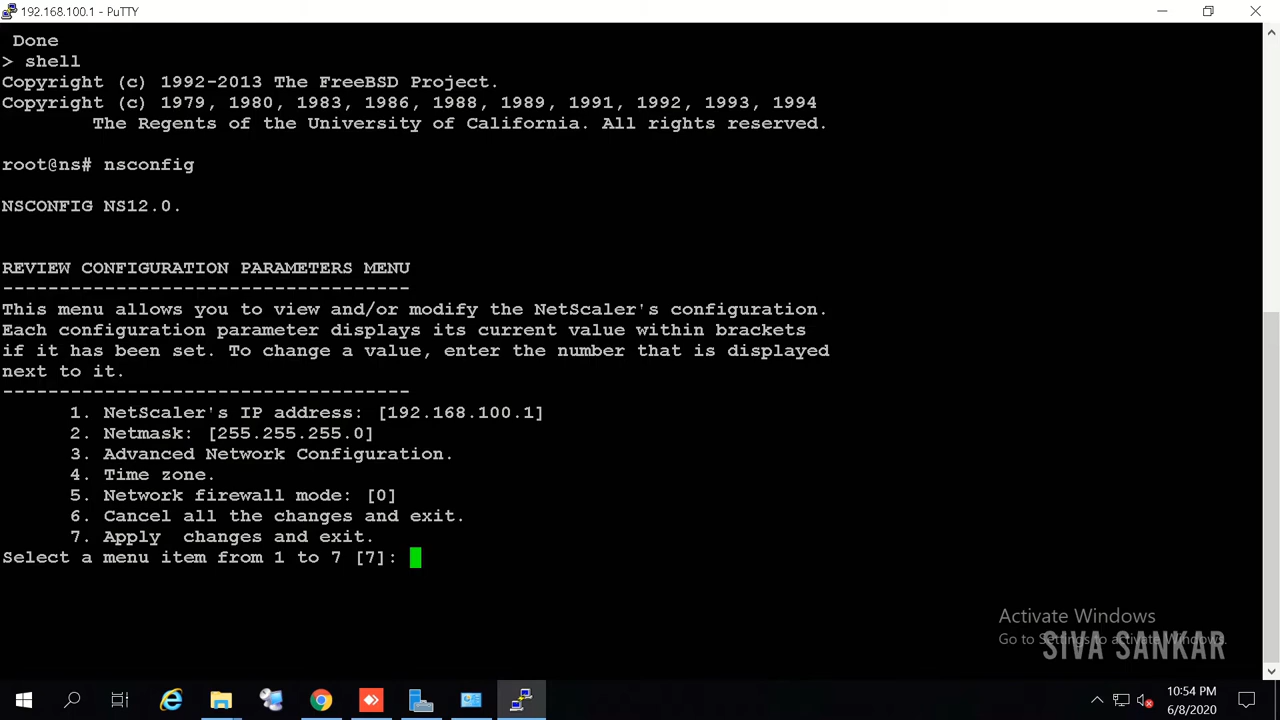 192.168.100.1 - PuTTY
Done
> shell
Copyright (c) 1992-2013 The FreeBSD Project.
Copyright (c) 1979, 1980, 1983, 1986, 1988, 1989, 1991, 1992, 1993, 1994
The Regents of the University of California. All rights reserved.
root@ns# nsconfig
NSCONFIG NS12.0.
REVIEW CONFIGURATION PARAMETERS MENU
------------------------------------
This menu allows you to view and/or modify the NetScaler's configuration.
Each configuration parameter displays its current value within brackets
if it has been set. To change a value, enter the number that is displayed
next to it.
------------------------------------
1. NetScaler's IP address: [192.168.100.1]
2. Netmask: [255.255.255.0]
3. Advanced Network Configuration.
4. Time zone.
5. Network firewall mode: [0]
6. Cancel all the changes and exit.
7. Apply  changes and exit.
Select a menu item from 1 to 7 [7]:
Activate Windows
Go to Settings to activate Windows.
SIVA SANKAR
10:54 PM
6/8/2020